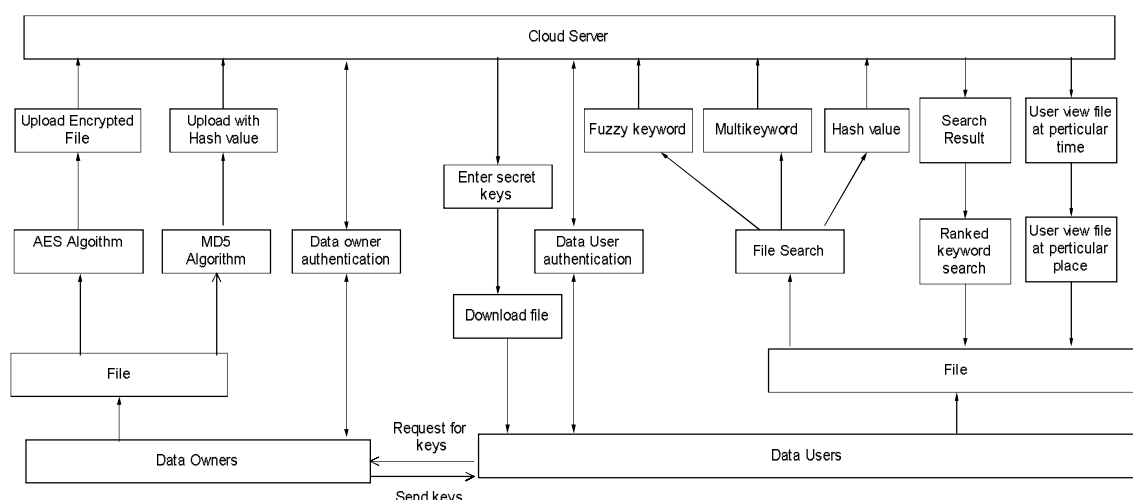 Cloud Server
Upload Encrypted
File
Upload with
Hash value
Fuzzy keyword
Multikeyword
Hash value
Search
Result
User view file
at perticular
time
Enter secret
keys
AES Algoithm
MD5
Algorithm
Data owner
authentication
Data User
authentication
File Search
Ranked
keyword
search
User view file
at perticular
place
Download file
File
File
Request for
keys
Data Owners
Data Users
Send keys